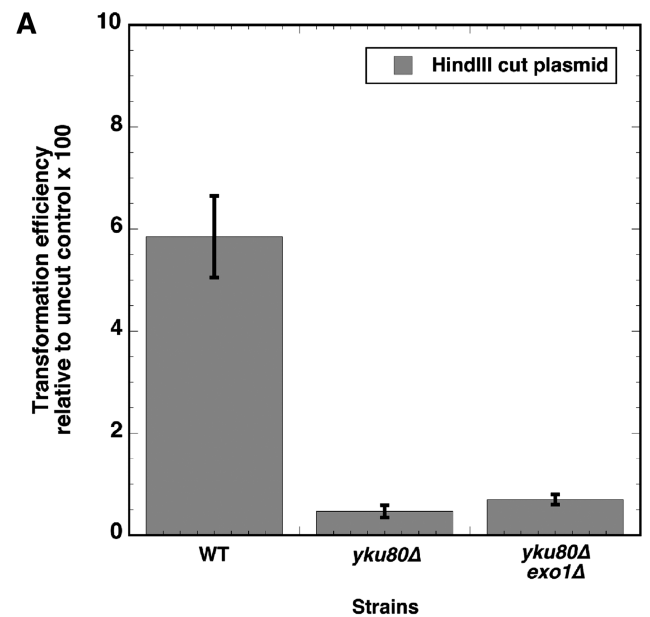 A
10
8
6
4
2
0
Transformation efficiency
relative to uncut control x 100
HindIII cut plasmid
WT
yku80Δ
yku80Δ
exo1Δ
Strains